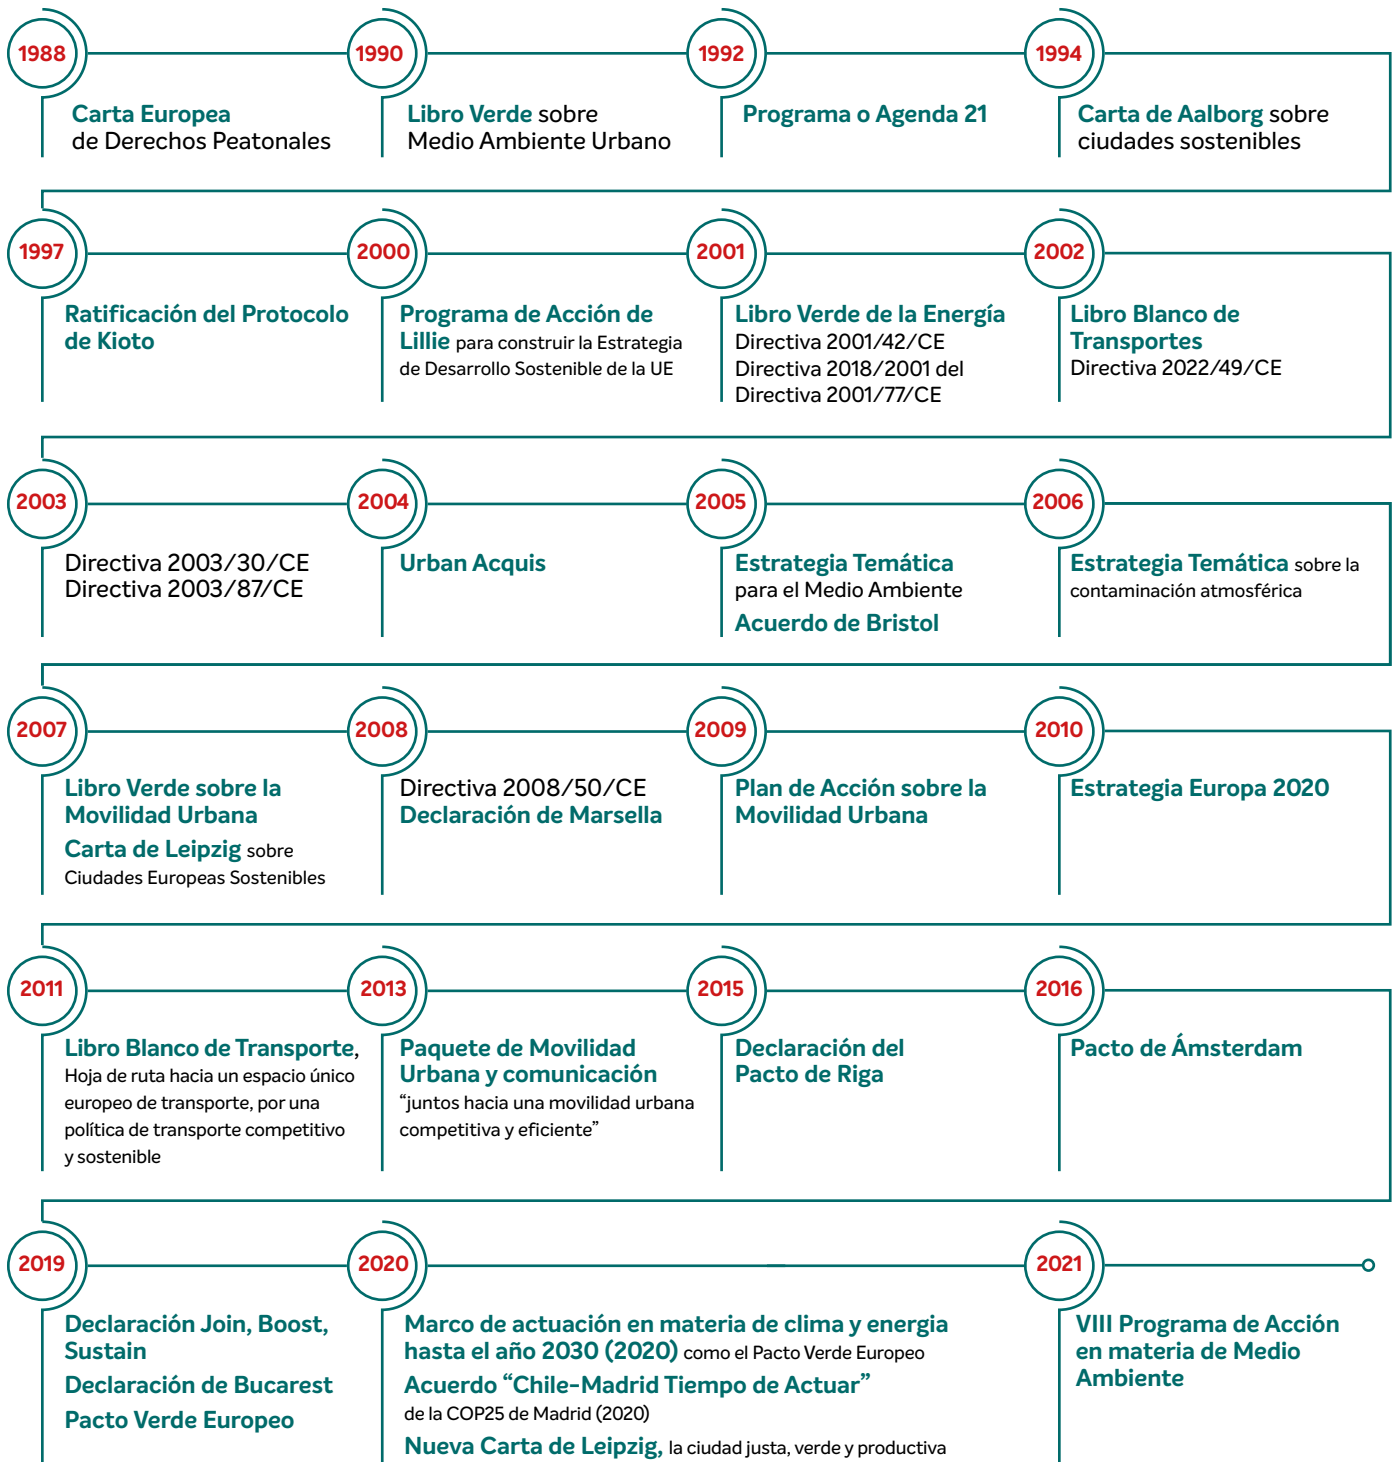 1988
Carta Europea
de Derechos Peatonales
1990
Libro Verde sobre
Medio Ambiente Urbano
1992
Programa o Agenda 21
1994
Carta de Aalborg sobre
ciudades sostenibles
1997
Ratificación del Protocolo
de Kioto
2000
Programa de Acción de
Lillie para construir la Estrategia
de Desarrollo Sostenible de la UE
2001
Libro Verde de la Energía
Directiva 2001/42/CE
Directiva 2018/2001 del
Directiva 2001/77/CE
2002
Libro Blanco de
Transportes
Directiva 2022/49/CE
2003
Directiva 2003/30/CE
Directiva 2003/87/CE
2004
Urban Acquis
2005
Estrategia Temática
para el Medio Ambiente
Acuerdo de Bristol
2006
Estrategia Temática sobre la
contaminación atmosférica
2007
Libro Verde sobre la
Movilidad Urbana
Carta de Leipzig sobre
Ciudades Europeas Sostenibles
2008
Directiva 2008/50/CE
Declaración de Marsella
2009
Plan de Acción sobre la
Movilidad Urbana
2010
Estrategia Europa 2020
2011
Libro Blanco de Transporte,
Hoja de ruta hacia un espacio único
europeo de transporte, por una
política de transporte competitivo
y sostenible
2013
Paquete de Movilidad
Urbana y comunicación
“juntos hacia una movilidad urbana
competitiva y eficiente”
2015
Declaración del
Pacto de Riga
2016
Pacto de Ámsterdam
2019
Declaración Join, Boost,
Sustain
Declaración de Bucarest
Pacto Verde Europeo
2020
Marco de actuación en materia de clima y energia
hasta el año 2030 (2020) como el Pacto Verde Europeo
Acuerdo “Chile-Madrid Tiempo de Actuar”
de la COP25 de Madrid (2020)
Nueva Carta de Leipzig, la ciudad justa, verde y productiva
2021
VIII Programa de Acción
en materia de Medio
Ambiente